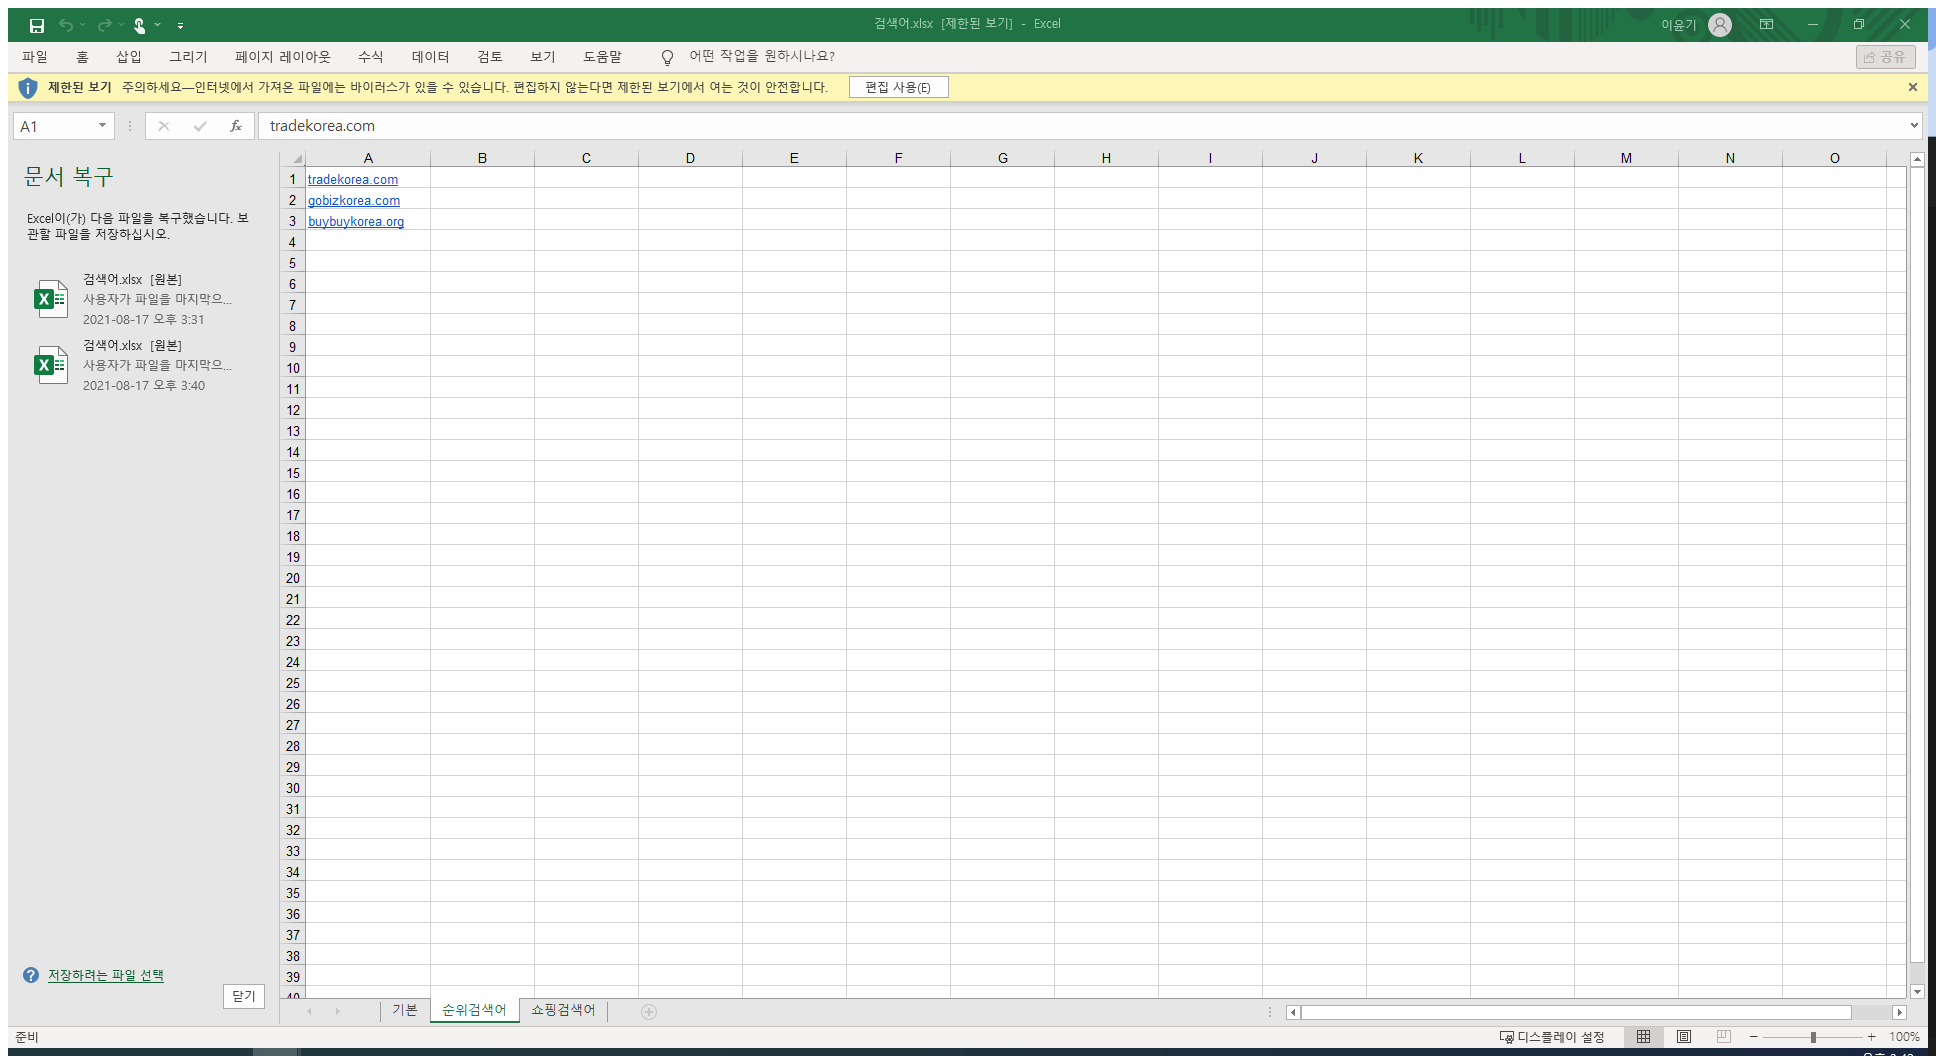 검색어.xlsx [제한된 보기] - Excel
이윤기
파일 홈 삽입 그리기 페이지 레이아웃 수식 데이터 검토 보기 도움말 어떤 작업을 원하시나요? 공유
제한된 보기 주의하세요—인터넷에서 가져온 파일에는 바이러스가 있을 수 있습니다. 편집하지 않는다면 제한된 보기에서 여는 것이 안전합니다. 편집 사용(E)
A1 fx tradekorea.com
문서 복구
Excel이(가) 다음 파일을 복구했습니다. 보
관할 파일을 저장하십시오.
검색어.xlsx [원본]
사용자가 파일을 마지막으...
2021-08-17 오후 3:31
검색어.xlsx [원본]
사용자가 파일을 마지막으...
2021-08-17 오후 3:40
저장하려는 파일 선택
닫기
A B C D E F G H I J K L M N O
1 tradekorea.com
2 gobizkorea.com
3 buybuykorea.org
4
5
6
7
8
9
10
11
12
13
14
15
16
17
18
19
20
21
22
23
24
25
26
27
28
29
30
31
32
33
34
35
36
37
38
39
40
기본 순위검색어 쇼핑검색어
준비 디스플레이 설정 100%